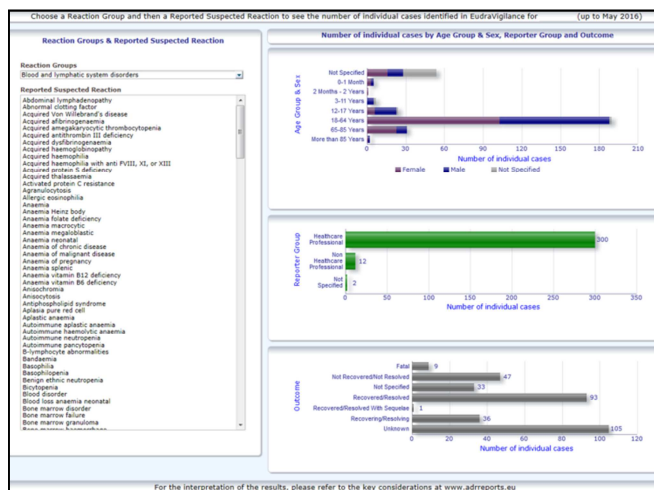 Choose a Reaction Group and then a Reported Suspected Reaction to see the number of individual cases identified in EudraVigilance for (up to May 2016)
Reaction Groups & Reported Suspected Reaction
Reaction Groups
Blood and lymphatic system disorders
Reported Suspected Reaction
Abdominal lymphadenopathy
Abnormal clotting factor
Acquired Von Willebrand's disease
Acquired afibrinogenaemia
Acquired amegakaryocytic thrombocytopenia
Acquired antithrombin III deficiency
Acquired dysfibrinogenaemia
Acquired haemoglobinopathy
Acquired haemophilia
Acquired haemophilia with anti FVIII, XI, or XIII
Acquired protein S deficiency
Acquired thalassaemia
Activated protein C resistance
Agranulocytosis
Allergic eosinophilia
Anaemia
Anaemia Heinz body
Anaemia folate deficiency
Anaemia macrocytic
Anaemia megaloblastic
Anaemia neonatal
Anaemia of chronic disease
Anaemia of malignant disease
Anaemia of pregnancy
Anaemia splenic
Anaemia vitamin B12 deficiency
Anaemia vitamin B6 deficiency
Anisochromia
Anisocytosis
Antiphospholipid syndrome
Aplasia pure red cell
Aplastic anaemia
Autoimmune aplastic anaemia
Autoimmune haemolytic anaemia
Autoimmune neutropenia
Autoimmune pancytopenia
B-lymphocyte abnormalities
Bandaemia
Basophilia
Basophilopenia
Benign ethnic neutropenia
Bicytopenia
Blood disorder
Blood loss anaemia neonatal
Bone marrow disorder
Bone marrow failure
Bone marrow granuloma
Bone marrow haemorrhage
Number of individual cases by Age Group & Sex, Reporter Group and Outcome
Age Group & Sex
Not Specified
0-1 Month
2 Months - 2 Years
3-11 Years
12-17 Years
18-64 Years
65-85 Years
More than 85 Years
0 30 60 90 120 150 180 210
Number of individual cases
Female Male Not Specified
Reporter Group
Healthcare
Professional
300
Non
Healthcare
Professional
12
Not
Specified
2
0 50 100 150 200 250 300 350
Number of individual cases
Outcome
Fatal 9
Not Recovered/Not Resolved 47
Not Specified 33
Recovered/Resolved 93
Recovered/Resolved With Sequelae 1
Recovering/Resolving 36
Unknown 105
0 20 40 60 80 100 120
Number of individual cases
For the interpretation of the results, please refer to the key considerations at www.adrreports.eu